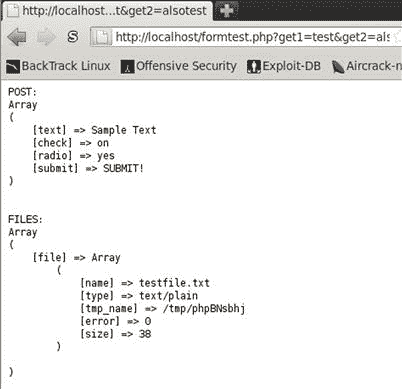 http://localhost...t&get2=alsotest
http://localhost/formtest.php?get1=test&get2=als
BackTrack Linux Offensive Security Exploit-DB Aircrack-n
POST:
Array
(
[text] => Sample Text
[check] => on
[radio] => yes
[submit] => SUBMIT!
)
FILES:
Array
(
[file] => Array
(
[name] => testfile.txt
[type] => text/plain
[tmp_name] => /tmp/phpBNsbhj
[error] => 0
[size] => 38
)
)